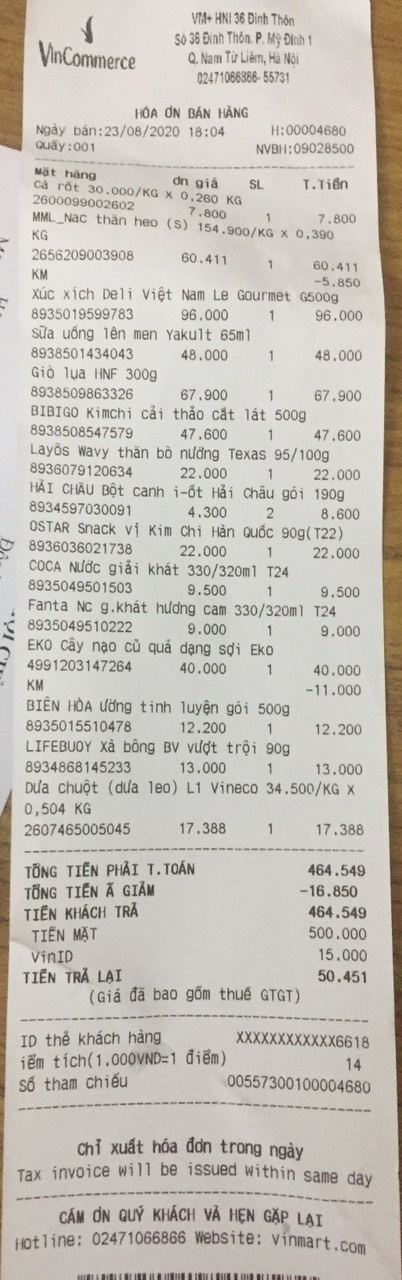 VinCommerce
VM+ HNI 36 Đình Thôn
Số 36 Đình Thôn, P. Mỹ Đình 1
Q. Nam Từ Liêm, Hà Nội
02471066866- 55731
HÓA ƠN BÁN HÀNG
Ngày bán:23/08/2020 18:04 H:00004680
Quầy:001 NVBH:09028500
Mặt hàng ơn giá SL T.Tiền
Cà rốt 30.000/KG X 0,260 KG
2600099002602 7.800 1 7.800
MML_Nạc thăn heo (S) 154.900/KG X 0,390
KG
2656209003908 60.411 1 60.411
KM -5.850
Xúc xích Deli Việt Nam Le Gourmet G500g
8935019599783 96.000 1 96.000
Sữa uống lên men Yakult 65ml
8938501434043 48.000 1 48.000
Giò lụa HNF 300g
8938509863326 67.900 1 67.900
BIBIGO Kimchi cải thảo cắt lát 500g
8938508547579 47.600 1 47.600
Layõs Wavy thăn bò nướng Texas 95/100g
8936079120634 22.000 1 22.000
HẢI CHÂU Bột canh i-ốt Hải Châu gói 190g
8934597030091 4.300 2 8.600
OSTAR Snack vị Kim Chi Hàn Quốc 90g(T22)
8936036021738 22.000 1 22.000
COCA Nước giải khát 330/320ml T24
8935049501503 9.500 1 9.500
Fanta Nc g.khát hương cam 330/320ml T24
8935049510222 9.000 1 9.000
EKO Cây nạo củ quả dạng sợi Eko
4991203147264 40.000 1 40.000
KM -11.000
BIÊN HÒA ường tinh luyện gói 500g
8935015510478 12.200 1 12.200
LIFEBUOY Xả bông BV vượt trội 90g
8934868145233 13.000 1 13.000
Dưa chuột (dưa leo) L1 Vineco 34.500/KG X
0,504 KG
2607465005045 17.388 1 17.388
TỔNG TIỀN PHẢI T.TOÁN 464.549
TỔNG TIỀN Ã GIẢM -16.850
TIỀN KHÁCH TRẢ 464.549
TIỀN MẶT 500.000
VinID 15.000
TIỀN TRẢ LẠI 50.451
(Giá đã bao gồm thuế GTGT)
ID thẻ khách hàng XXXXXXXXXXXX6618
iểm tích(1.000VND=1 điểm) 14
Số tham chiếu 00557300100004680
Chỉ xuất hóa đơn trong ngày
Tax invoice will be issued within same day
CẢM ƠN QUÝ KHÁCH VÀ HẸN GẶP LẠI
Hotline: 02471066866 Website: vinmart.com